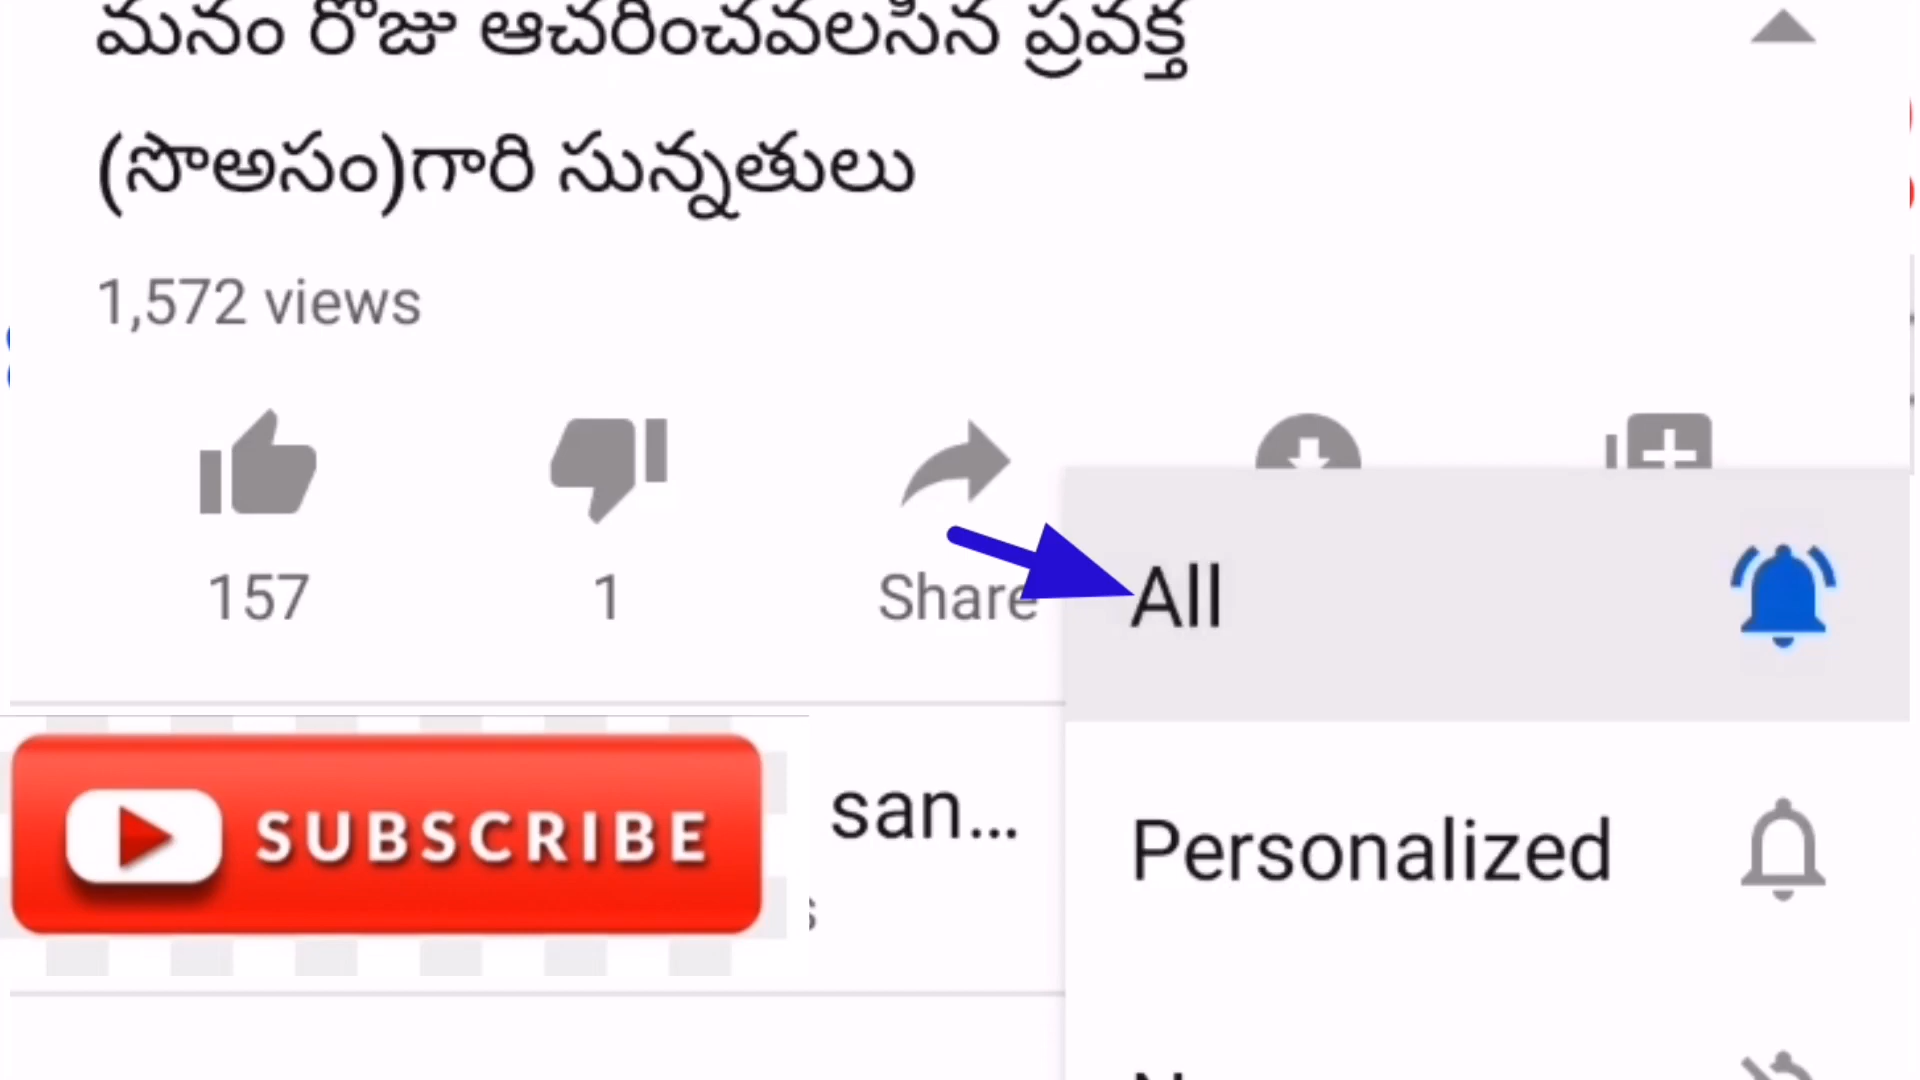 మనం రోజు ఆచరించవలసిన ప్రవక్త
(సొఅసం)గారి సున్నతులు
1,572 views
157
1
Share
All
SUBSCRIBE
san...
Personalized